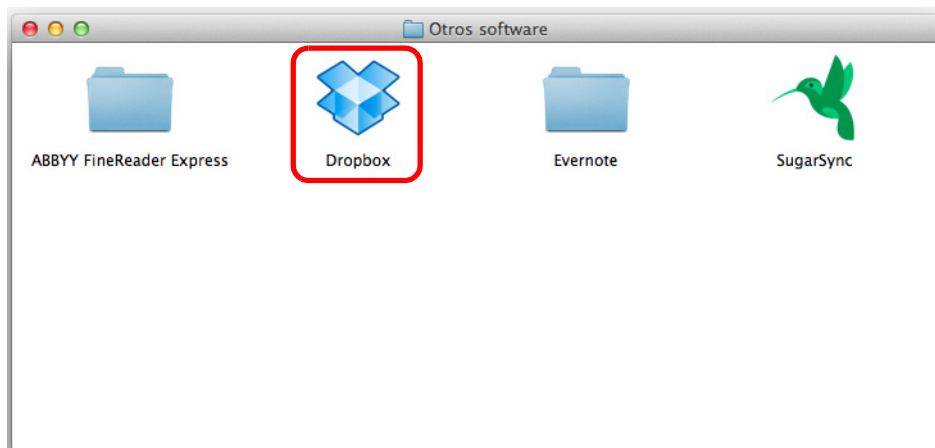 Otros software
ABBYY FineReader Express
Dropbox
Evernote
SugarSync